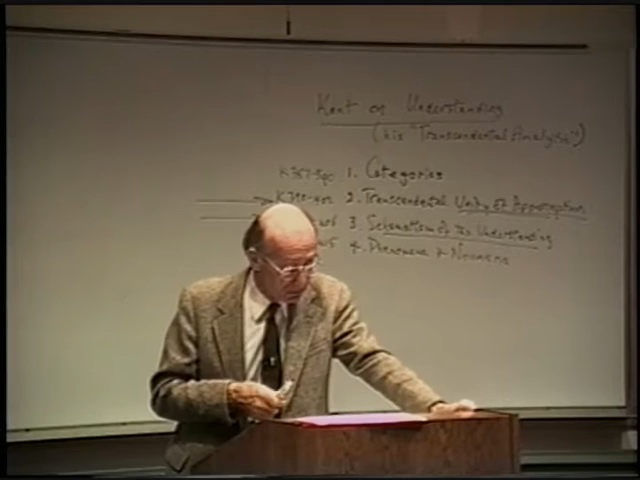 Kant on Understanding
(his "Transcendental Analytic")
1. Categories
2. Transcendental Unity of Apperception
3. Schematism of the Understanding
4. Phenomena & Noumena